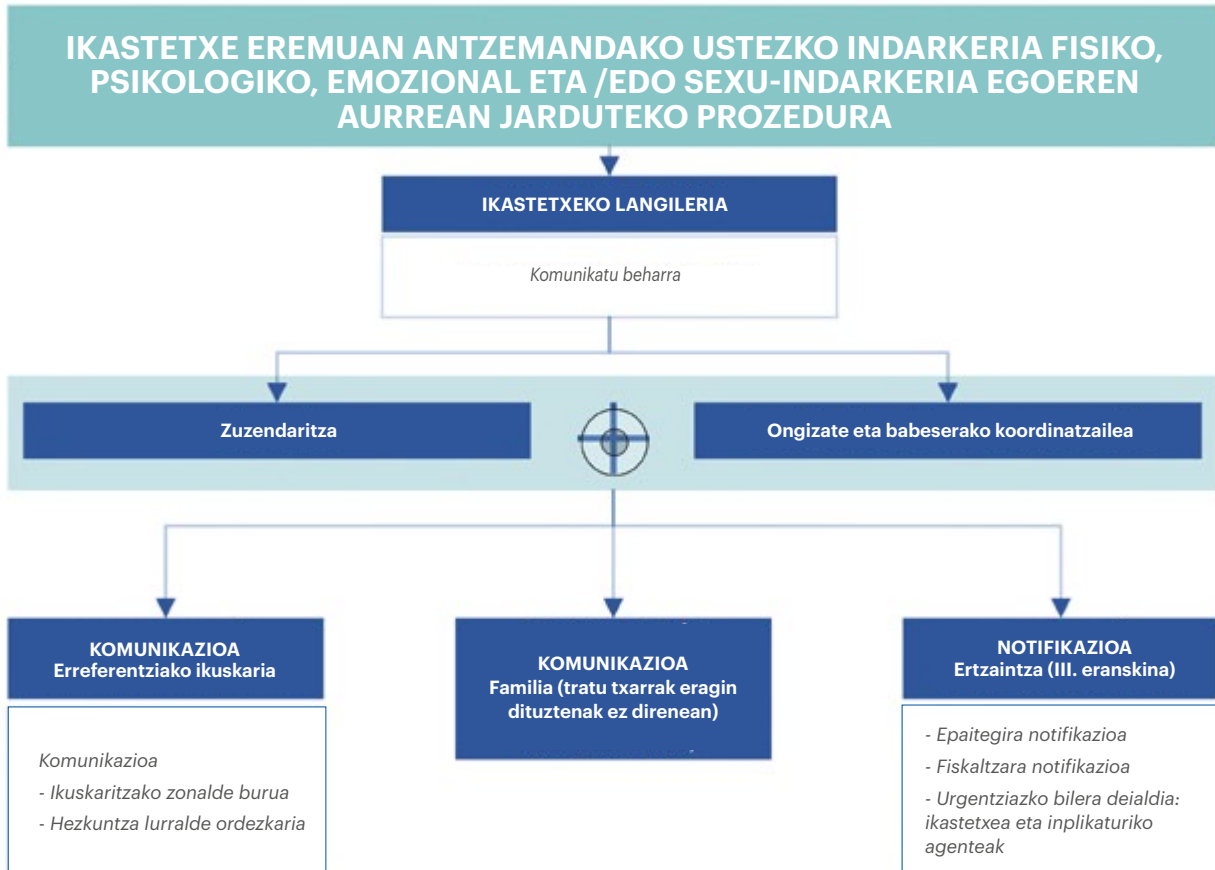 IKASTETXE EREMUAN ANTZEMANDAKO USTEZKO INDARKERIA FISIKO,
PSIKOLOGIKO, EMOZIONAL ETA /EDO SEXU-INDARKERIA EGOEREN
AURREAN JARDUTEKO PROZEDURA
IKASTETXEKO LANGILERIA
Komunikatu beharra
Zuzendaritza
Ongizate eta babeserako koordinatzailea
KOMUNIKAZIOA
Erreferentziako ikuskaria
Komunikazioa
- Ikuskaritzako zonalde burua
- Hezkuntza lurralde ordezkaria
KOMUNIKAZIOA
Familia (tratu txarrak eragin
dituztenak ez direnean)
NOTIFIKAZIOA
Ertzaintza (III. eranskina)
- Epaitegira notifikazioa
- Fiskaltzara notifikazioa
- Urgentziazko bilera deialdia:
ikastetxea eta inplikaturiko
agenteak